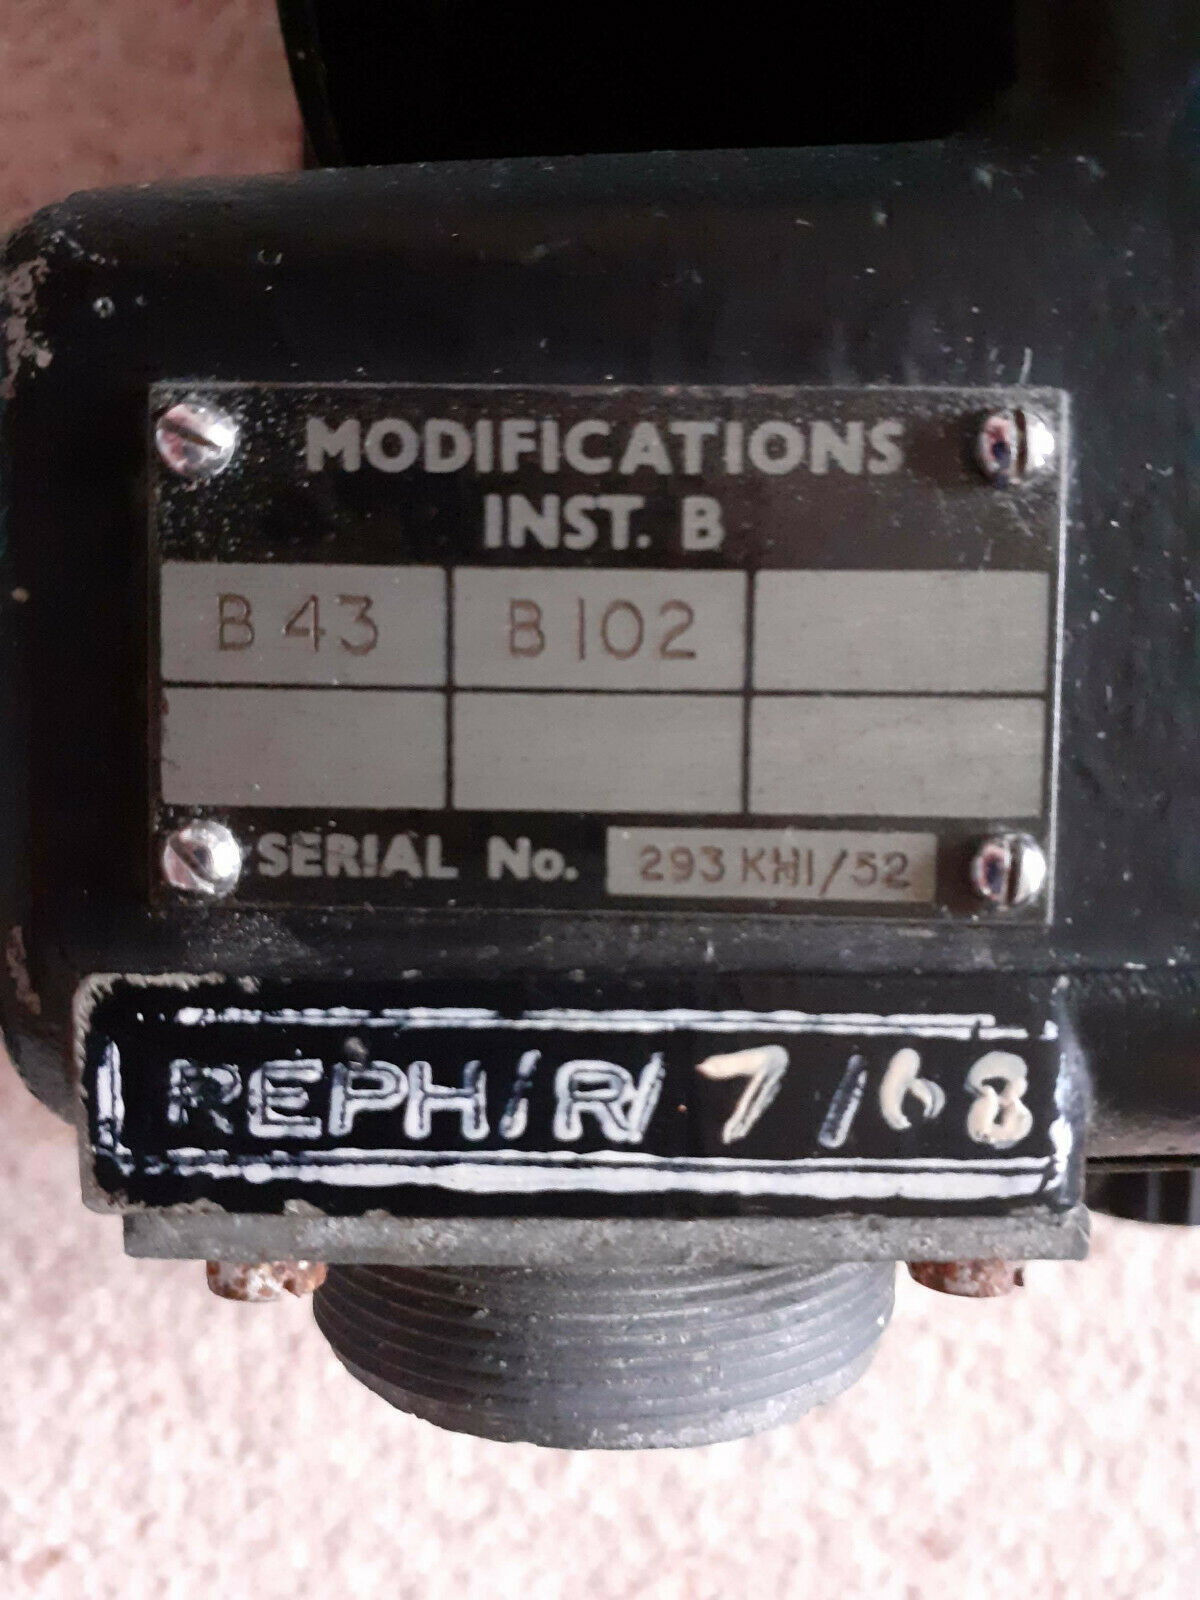 MODIFICATIONS
INST. B
B 43 B 102
SERIAL No. 293 KHI/52
REPH/R/7/68